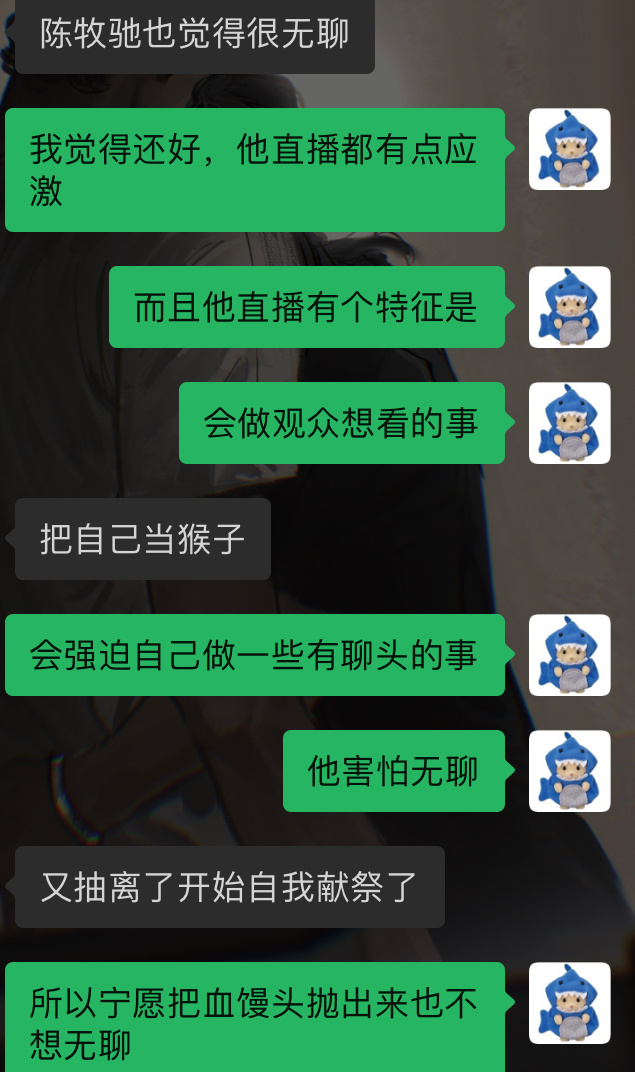 陈牧驰也觉得很无聊
我觉得还好，他直播都有点应
激
而且他直播有个特征是
会做观众想看的事
把自己当猴子
会强迫自己做一些有聊头的事
他害怕无聊
又抽离了开始自我献祭了
所以宁愿把血馒头抛出来也不
想无聊